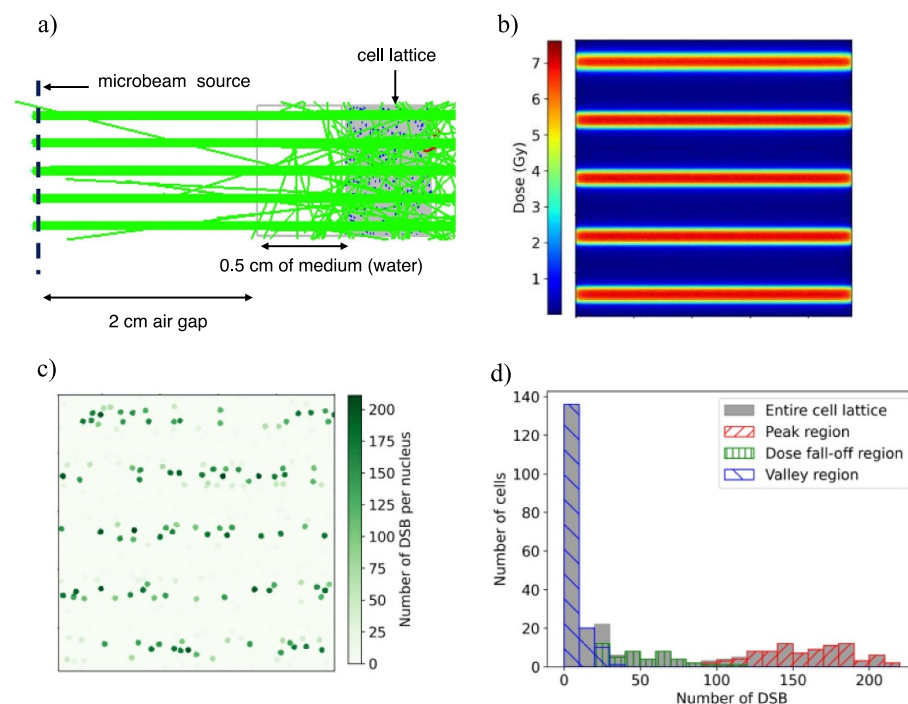 a)
microbeam source
cell lattice
0.5 cm of medium (water)
2 cm air gap
b)
Dose (Gy)
7
6
5
4
3
2
1
c)
Number of DSB per nucleus
200
175
150
125
100
75
50
25
0
d)
Number of cells
140
120
100
80
60
40
20
0
Entire cell lattice
Peak region
Dose fall-off region
Valley region
0 50 100 150 200
Number of DSB